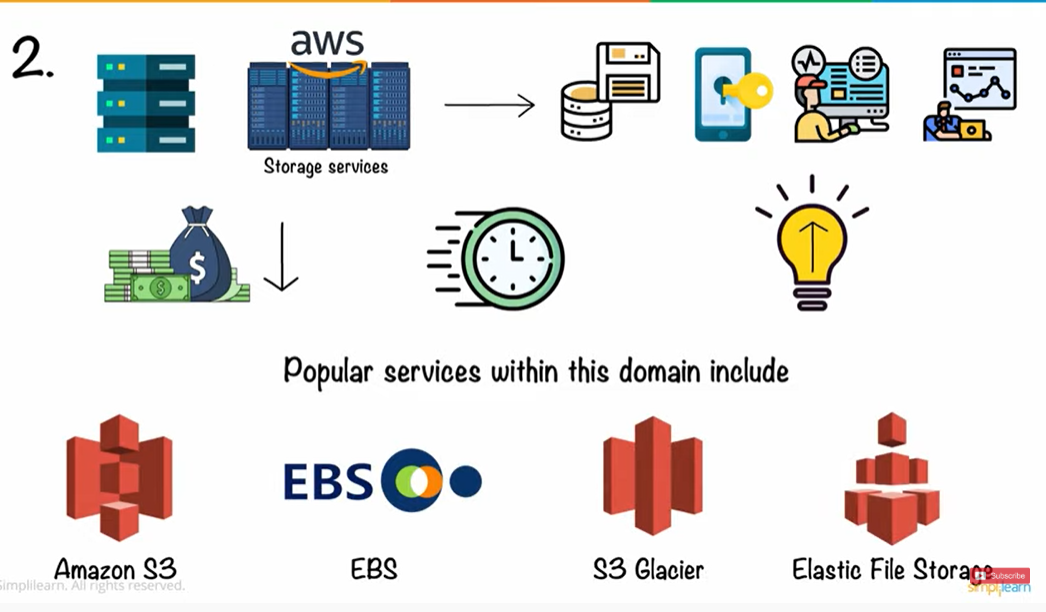 2.
aws
Storage services
$
$
Popular services within this domain include
EBS
Amazon S3
EBS
S3 Glacier
Elastic File Storage
Simplilearn. All rights reserved.
Subscribe
simplilearn